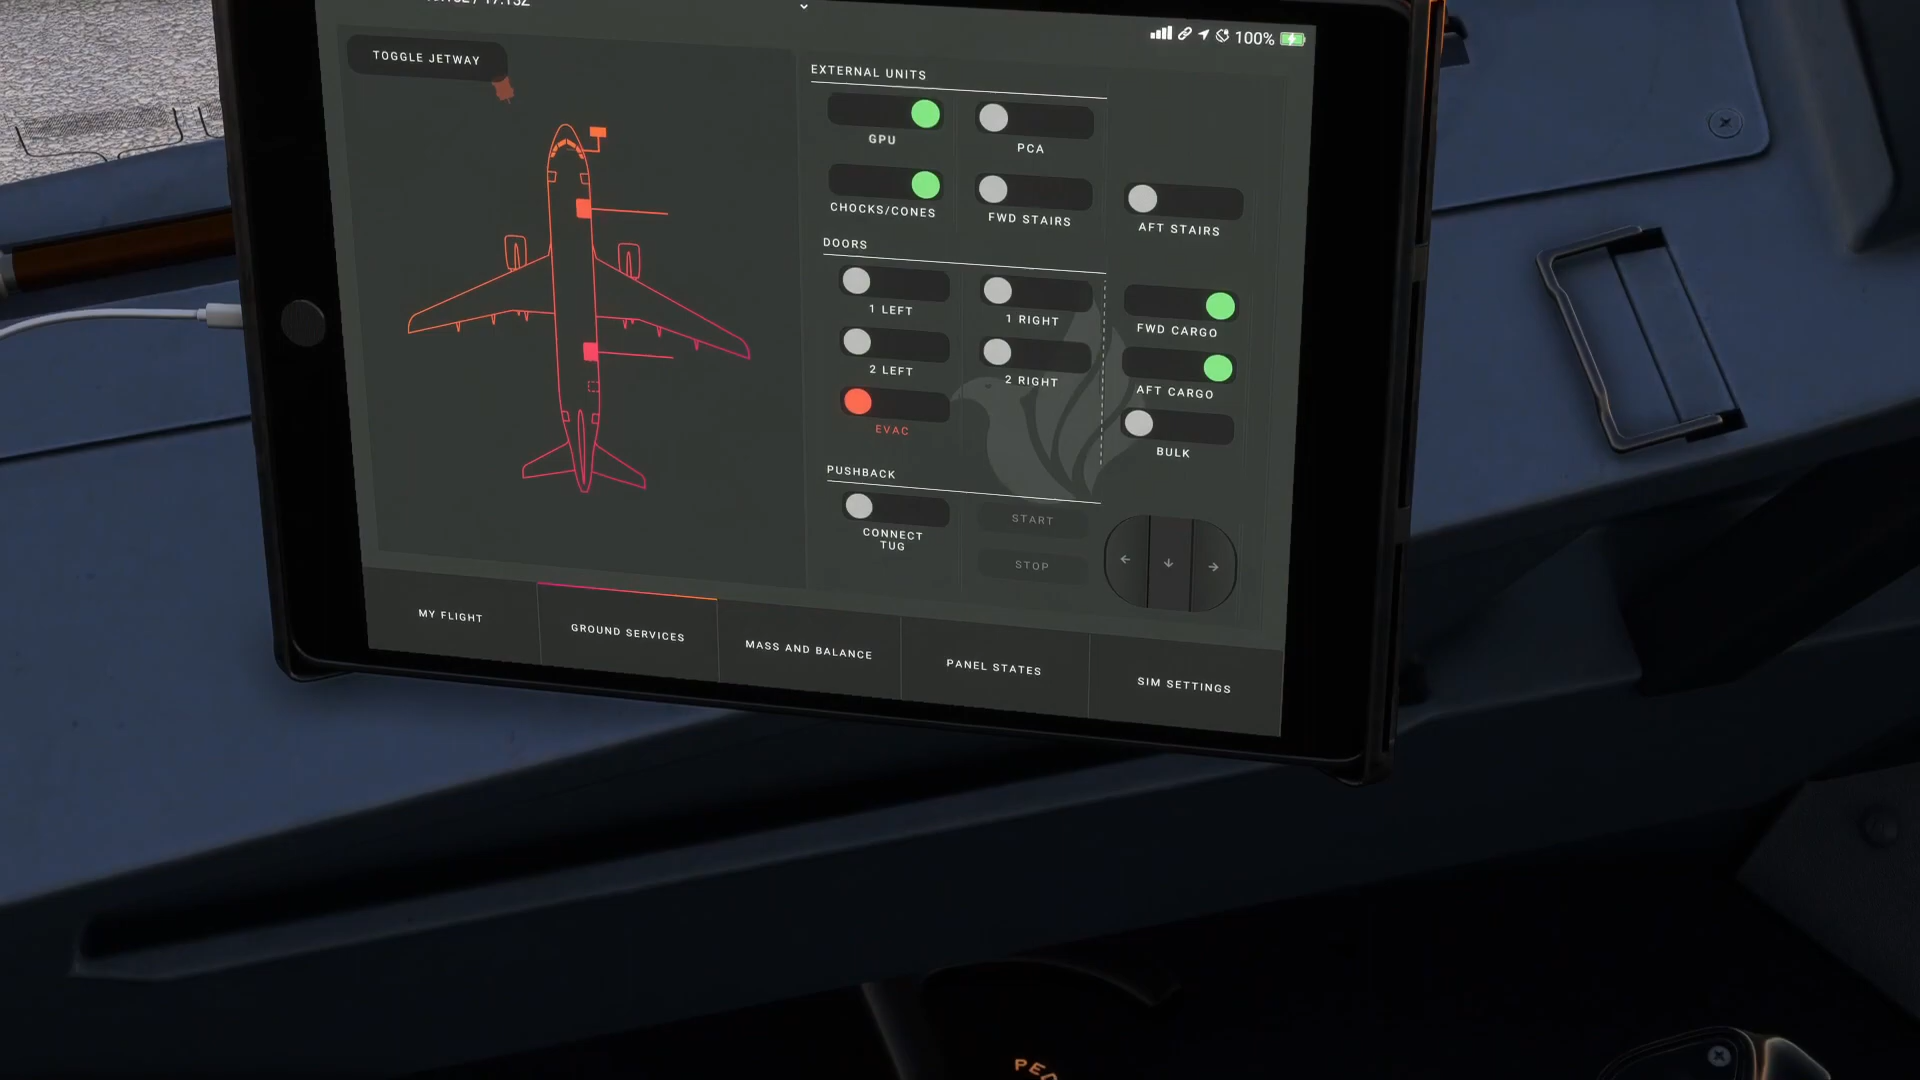 17:13Z
100%
TOGGLE JETWAY
EXTERNAL UNITS
GPU
PCA
CHOCKS/CONES
FWD STAIRS
AFT STAIRS
DOORS
1 LEFT
1 RIGHT
FWD CARGO
2 LEFT
2 RIGHT
AFT CARGO
EVAC
BULK
PUSHBACK
CONNECT
TUG
START
STOP
MY FLIGHT
GROUND SERVICES
MASS AND BALANCE
PANEL STATES
SIM SETTINGS